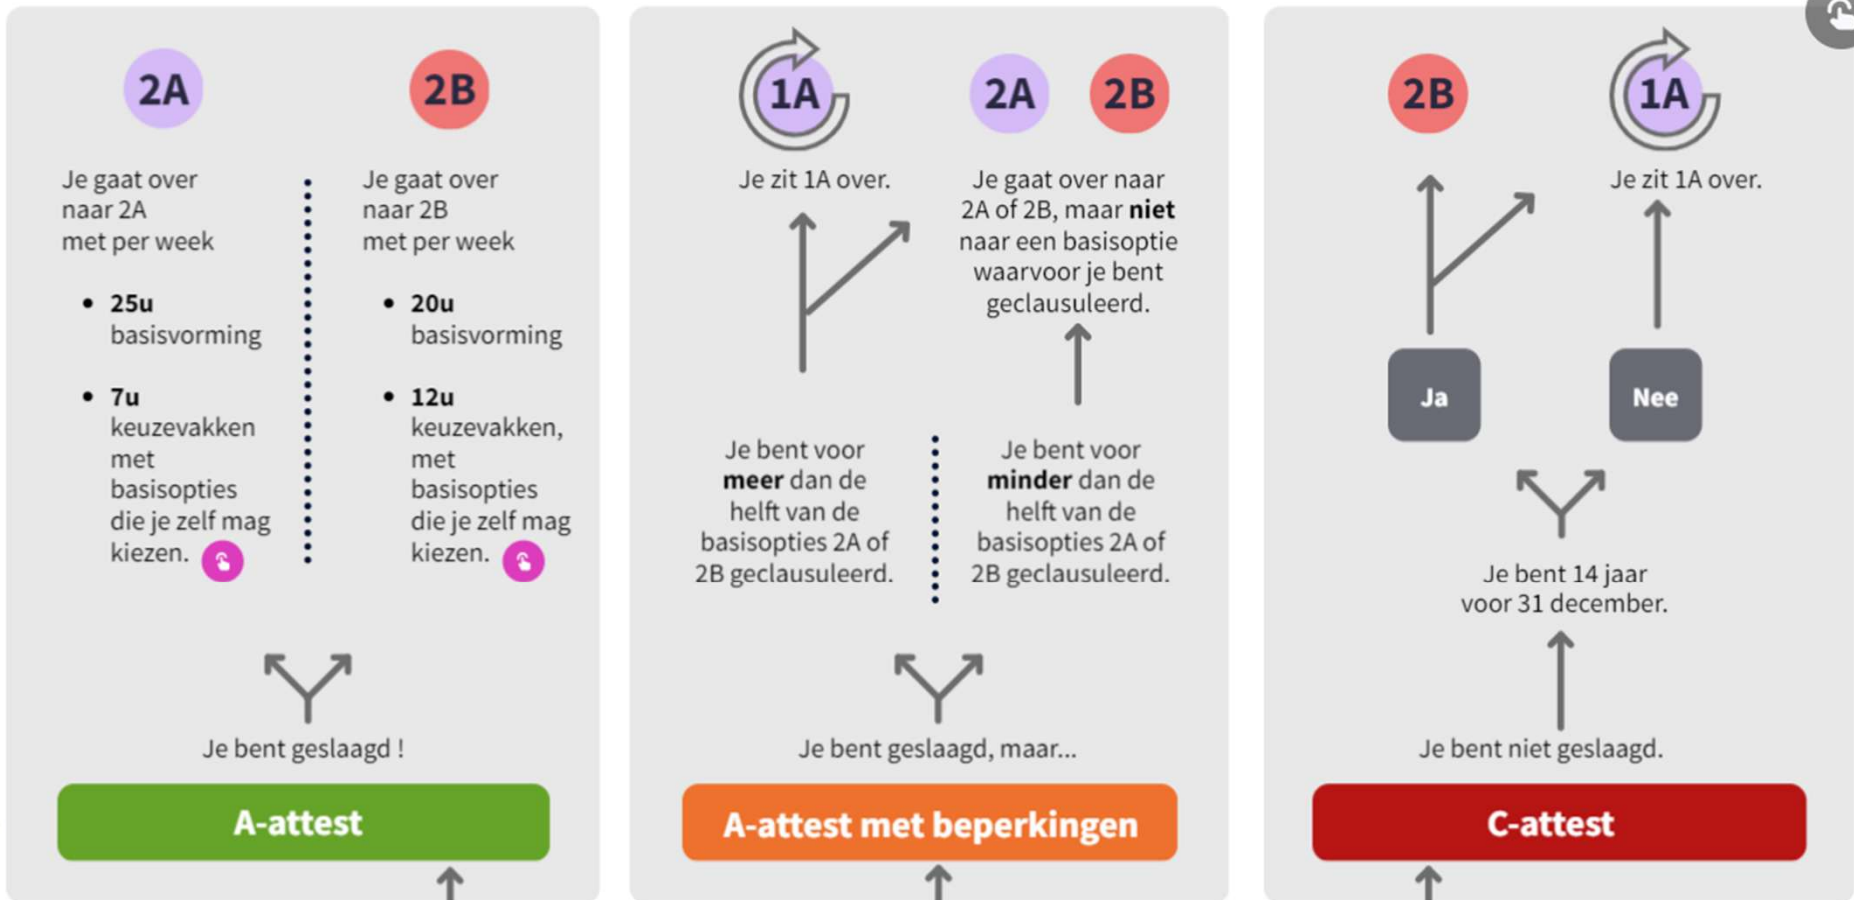 2A
2B
Je gaat over
naar 2A
met per week
• 25u
basisvorming
• 7u
keuzevakken
met
basisopties
die je zelf mag
kiezen.
Je gaat over
naar 2B
met per week
• 20u
basisvorming
• 12u
keuzevakken,
met
basisopties
die je zelf mag
kiezen.
Je bent geslaagd !
A-attest
1A
2A
2B
Je zit 1A over.
Je gaat over naar
2A of 2B, maar niet
naar een basisoptie
waarvoor je bent
geclausuleerd.
Je bent voor
meer dan de
helft van de
basisopties 2A of
2B geclausuleerd.
Je bent voor
minder dan de
helft van de
basisopties 2A of
2B geclausuleerd.
Je bent geslaagd, maar...
A-attest met beperkingen
2B
1A
Je zit 1A over.
Ja
Nee
Je bent 14 jaar
voor 31 december.
Je bent niet geslaagd.
C-attest